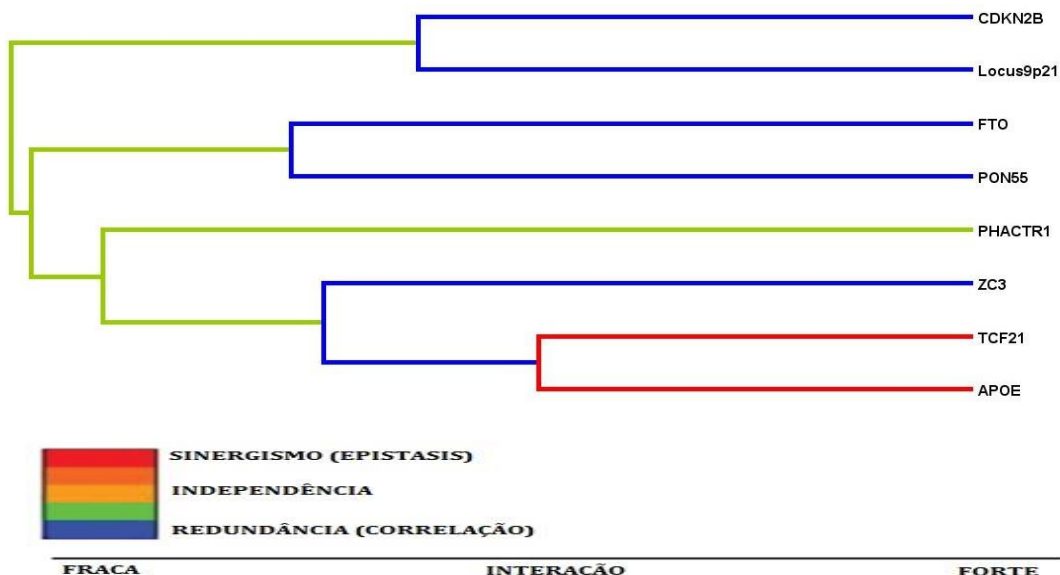 CDKN2B
Locus9p21
FTO
PON55
PHACTR1
ZC3
TCF21
APOE
SINERGISMO (EPISTASIS)
INDEPENDÊNCIA
REDUNDÂNCIA (CORRELAÇÃO)
FRACA INTERAÇÃO FORTE